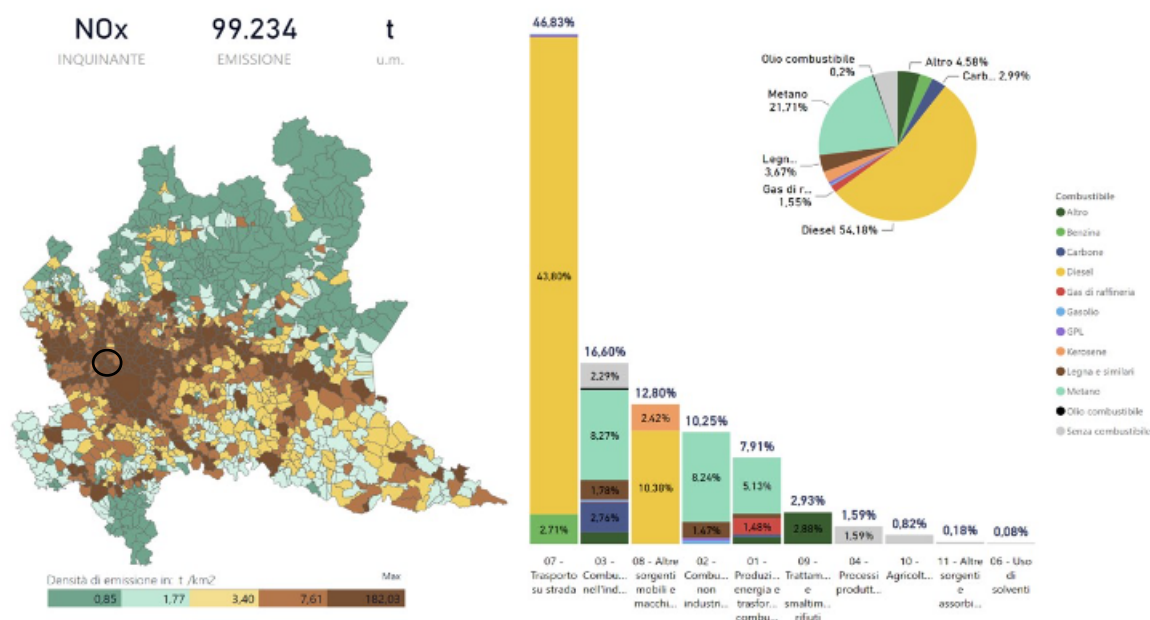 NOx 99.234 t
INQUINANTE EMISSIONE u.m.
Densità di emissione in: t /km2 Max
0,85 1,77 3,40 7,61 182,03
46,83%
43,80%
2,71%
16,60%
2,29%
8,27%
1,78%
2,76%
12,80%
2,42%
10,38%
10,25%
8,24%
1,47%
7,91%
5,13%
1,48%
2,93%
2,88%
1,59%
1,59%
0,82%
0,18%
0,08%
07 -
Trasporto
su strada
03 -
Combu...
nell'ind...
08 - Altre
sorgenti
mobili e
macchi...
02 -
Combu...
non
industri...
01 -
Produzi...
energia e
trasfor...
combu...
09 -
Trattam...
e
smaltim...
rifiuti
04 -
Processi
produtt...
10 -
Agricolt...
11 - Altre
sorgenti
e
assorbi...
06 - Uso
di
solventi
Olio combustibile
0,2%
Altro 4,58%
Carb... 2,99%
Metano
21,71%
Legn...
3,67%
Gas di r...
1,55%
Diesel 54,18%
Combustibile
Altro
Benzina
Carbone
Diesel
Gas di raffineria
Gasolio
GPL
Kerosene
Legna e similari
Metano
Olio combustibile
Senza combustibile